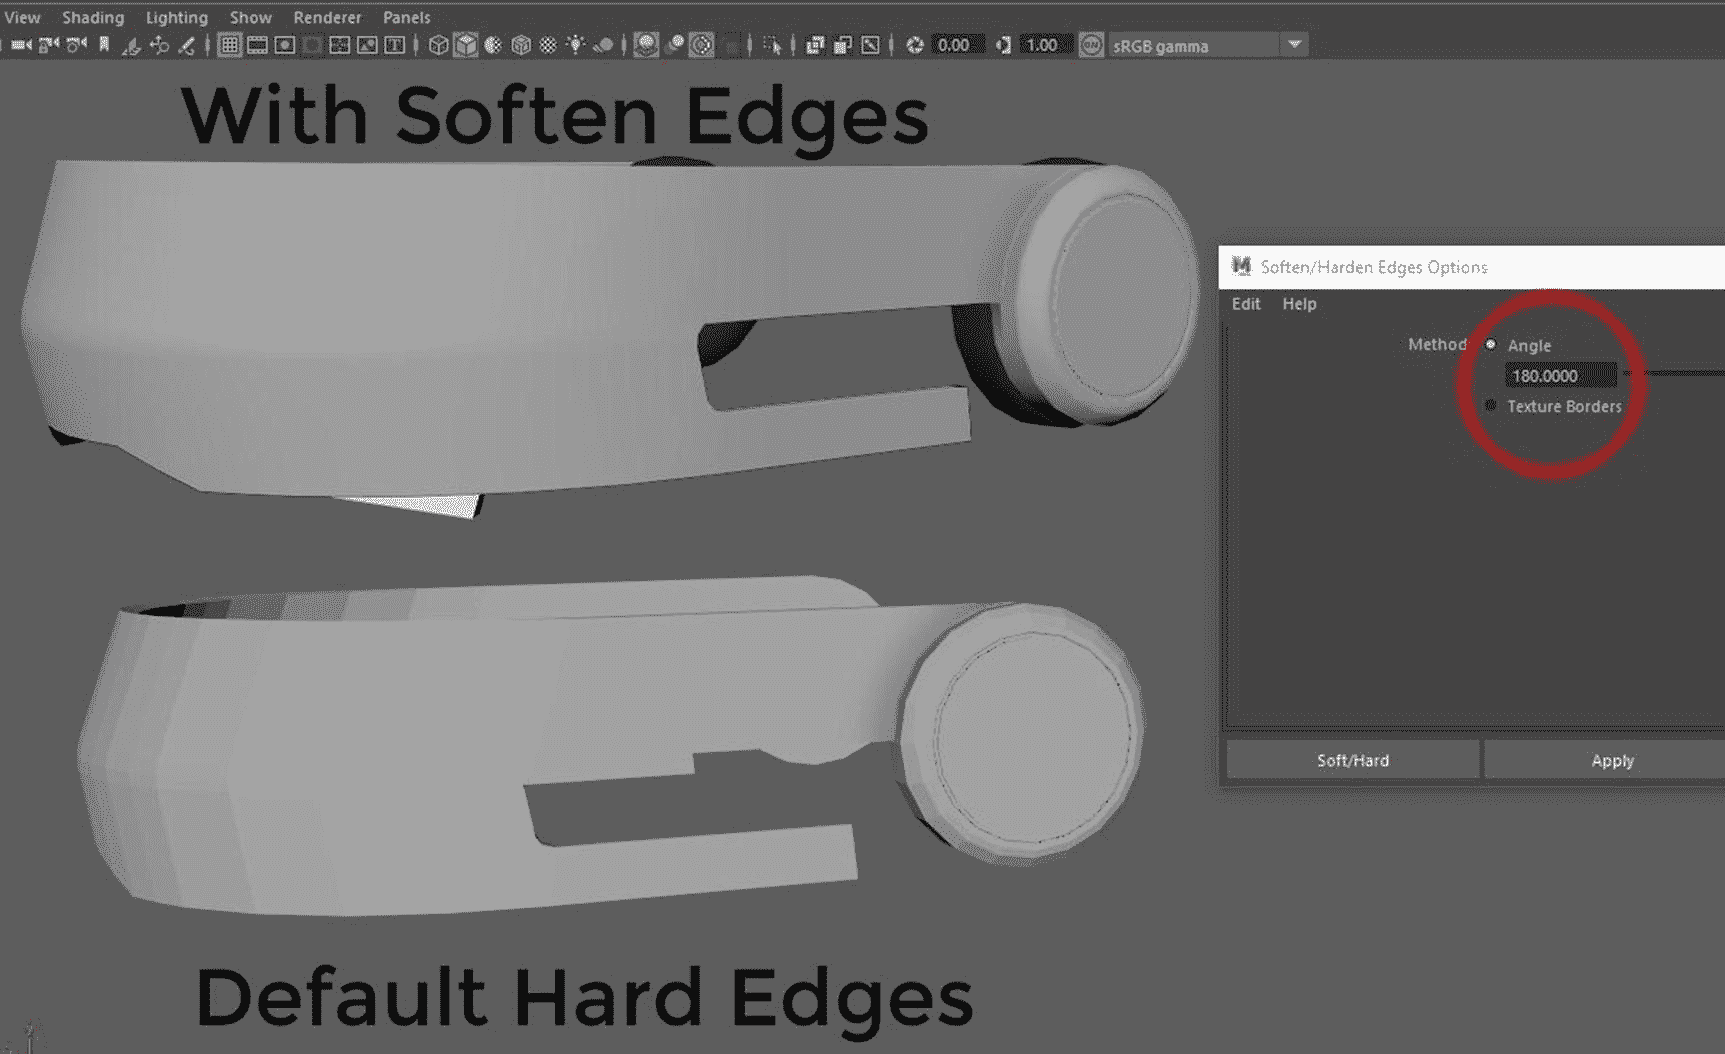 View Shading Lighting Show Renderer Panels
0.00 1.00 ON sRGB gamma
With Soften Edges
M Soften/Harden Edges Options
Edit Help
Method Angle
180.0000
Texture Borders
Soft/Hard Apply
Default Hard Edges